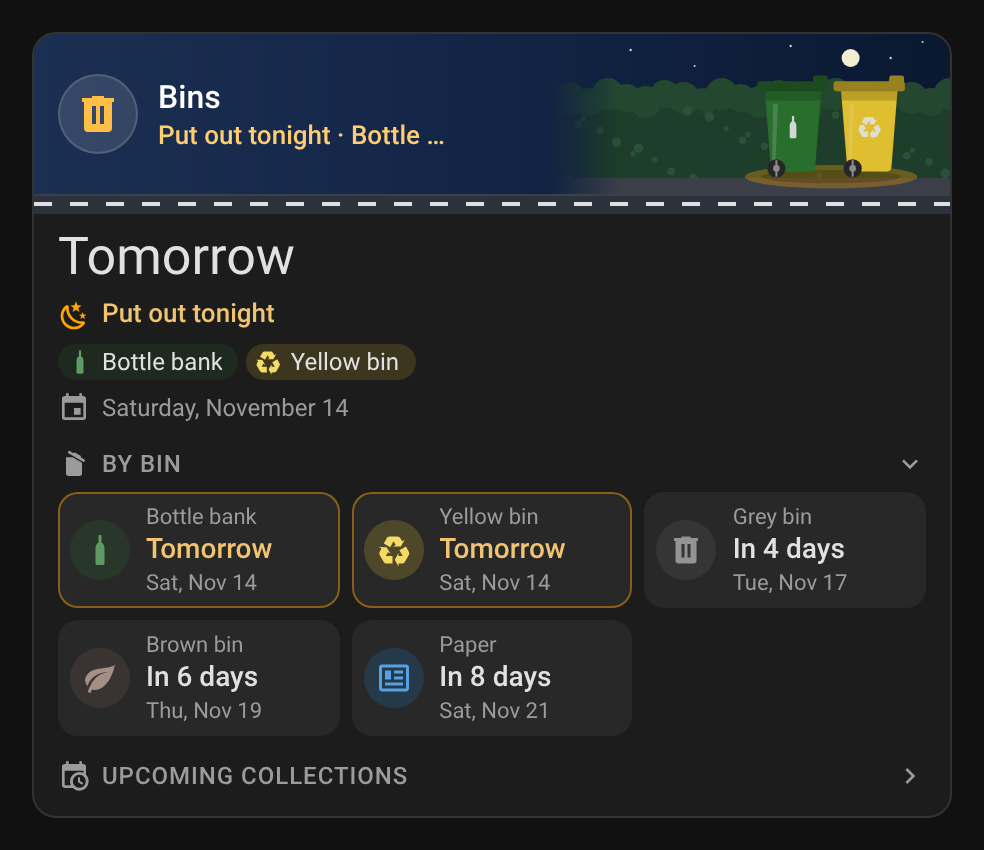 Bins
Put out tonight · Bottle ...
Tomorrow
Put out tonight
Bottle bank
Yellow bin
Saturday, November 14
BY BIN
Bottle bank
Tomorrow
Sat, Nov 14
Yellow bin
Tomorrow
Sat, Nov 14
Grey bin
In 4 days
Tue, Nov 17
Brown bin
In 6 days
Thu, Nov 19
Paper
In 8 days
Sat, Nov 21
UPCOMING COLLECTIONS